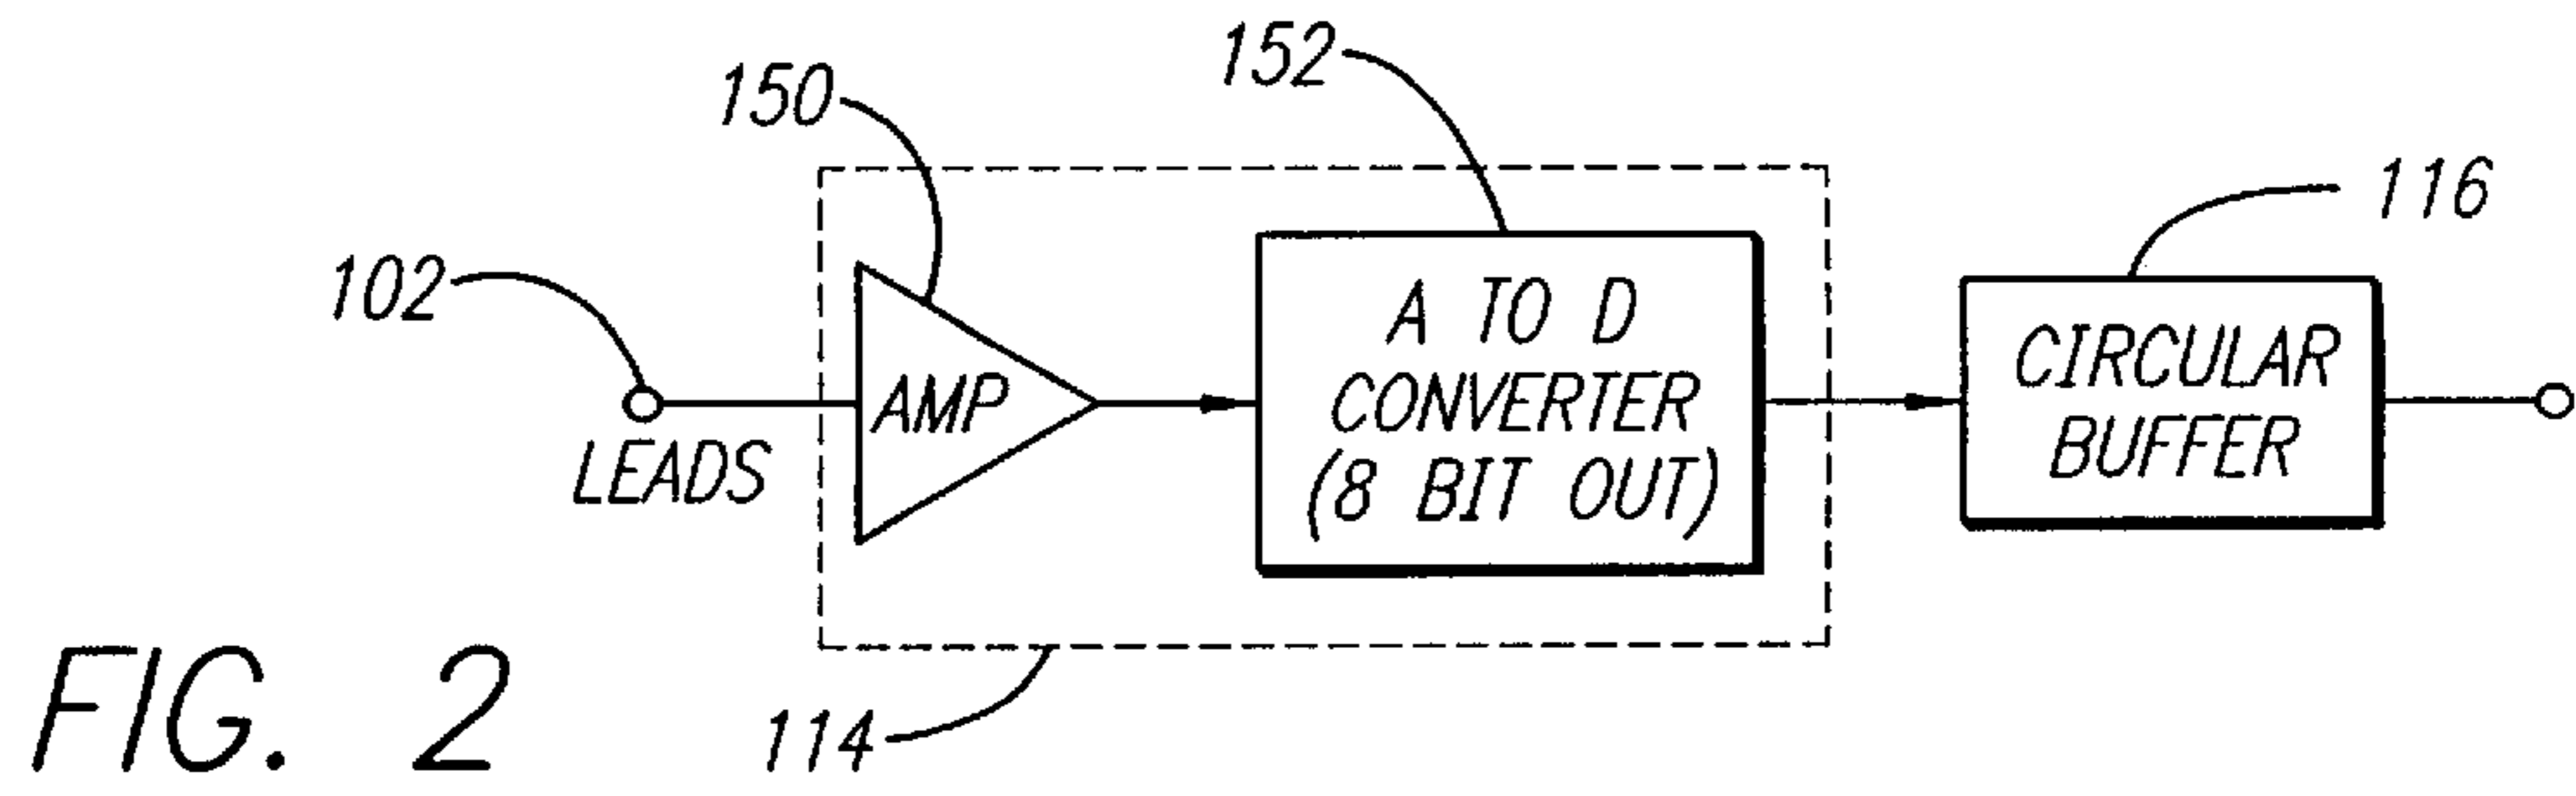 152
150
116
102
A TO D
CONVERTER
(8 BIT OUT)
AMP
CIRCULAR
BUFFER
LEADS
114
FIG. 2